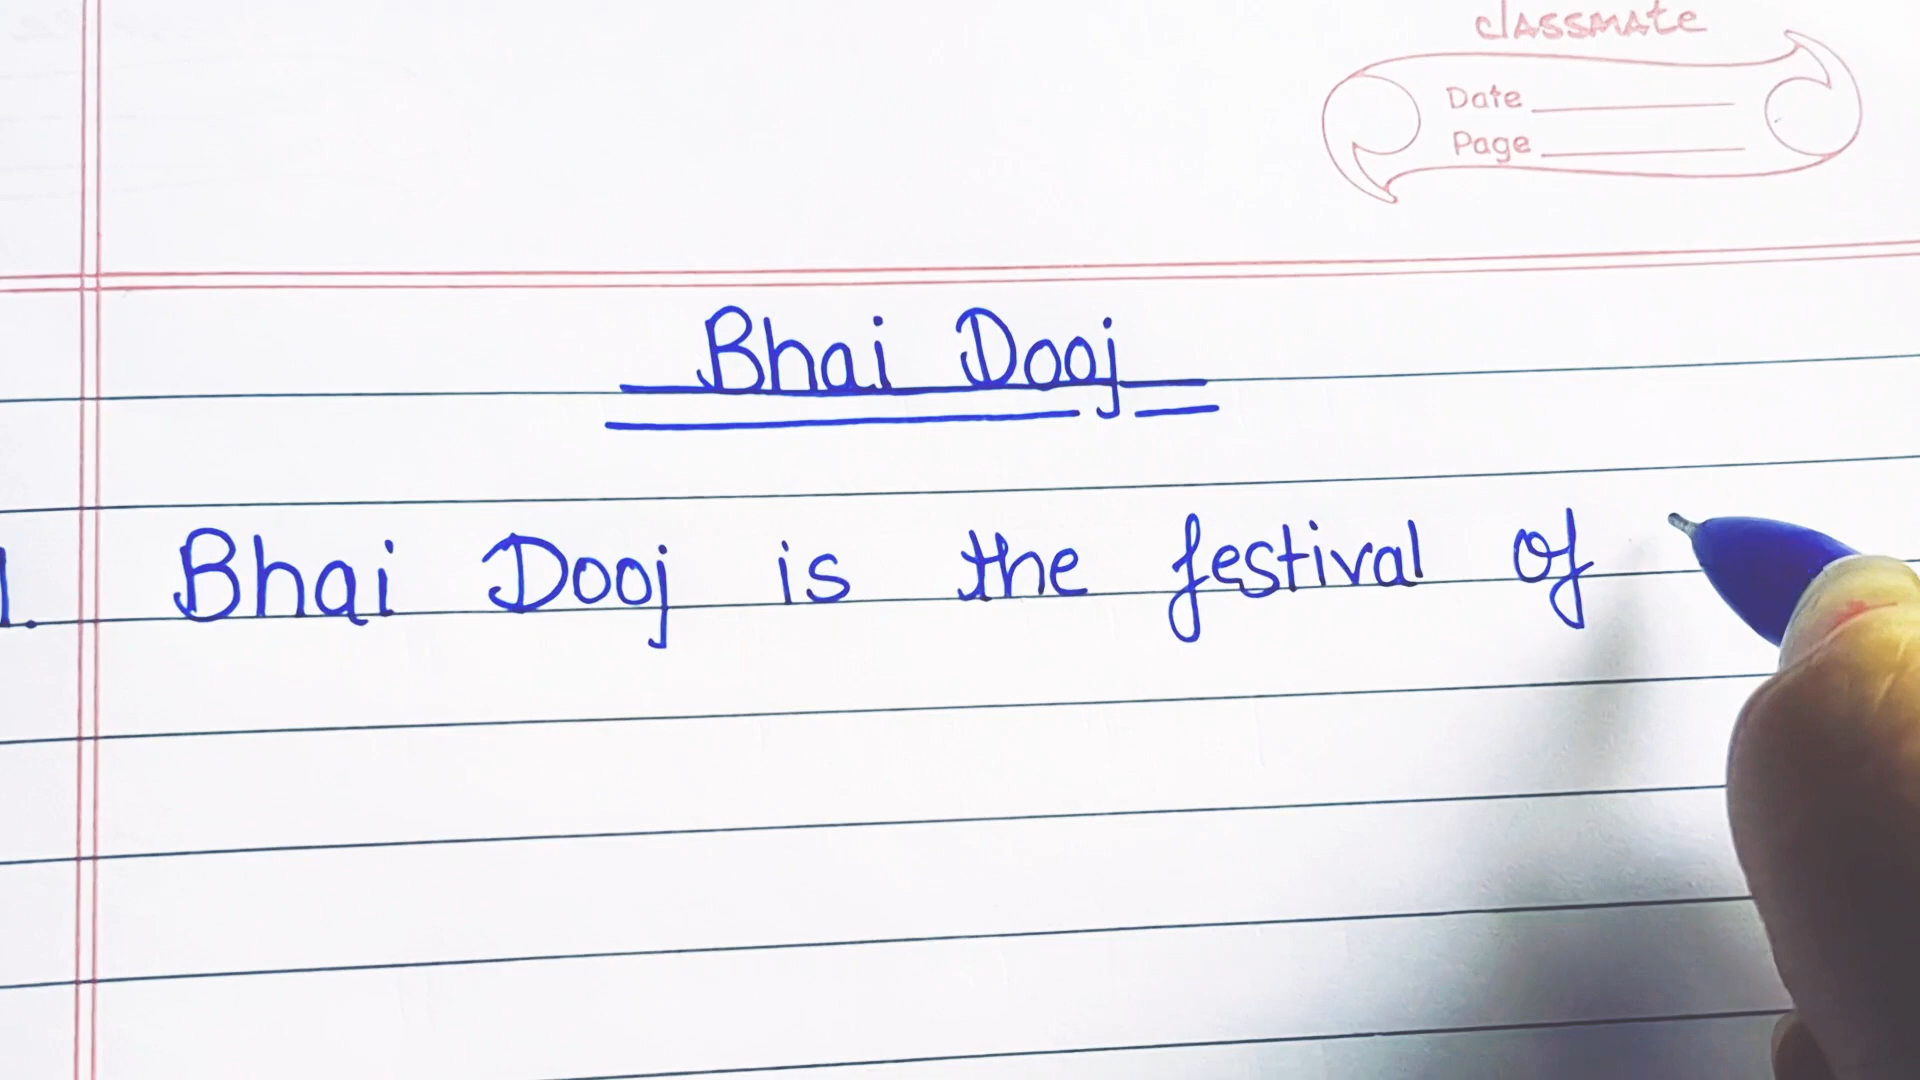 classmate
Date
Page
Bhai Dooj
1. Bhai Dooj is the festival of